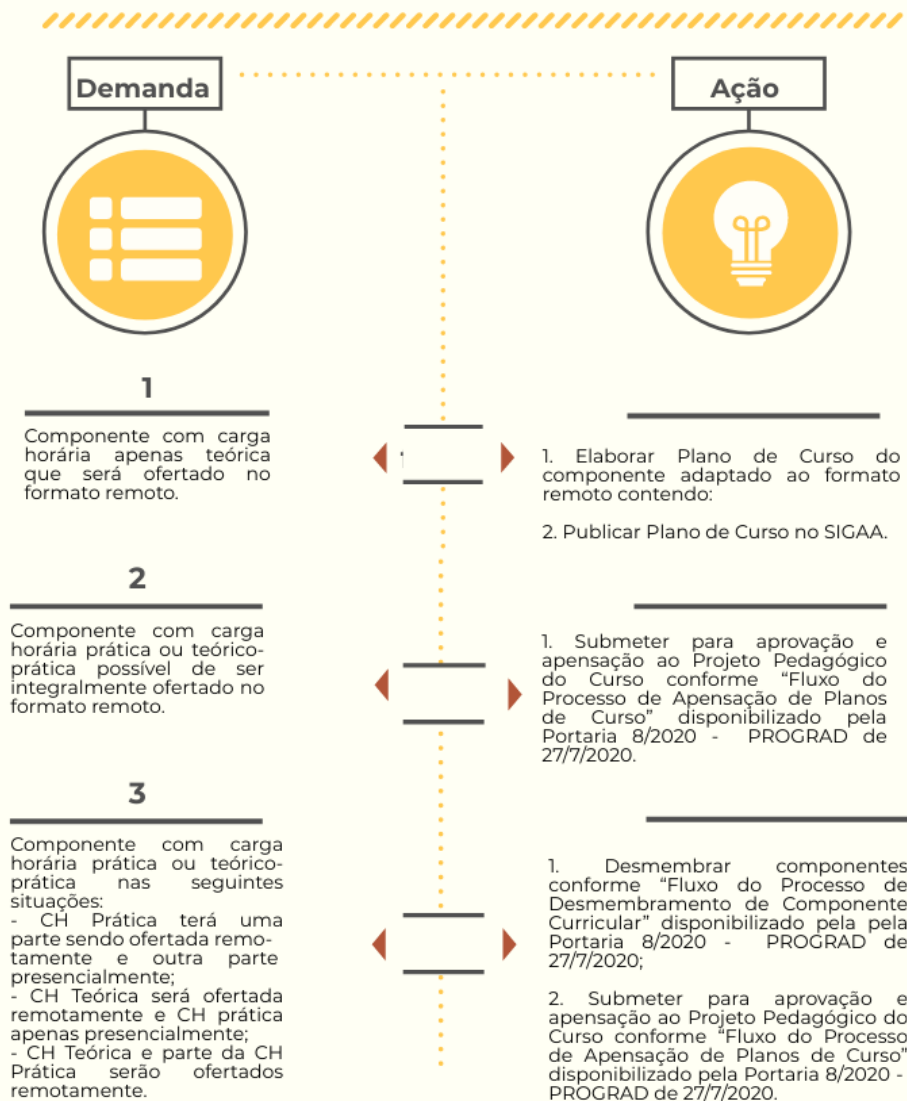 Demanda
Ação
1
Componente com carga
horária apenas teórica
que será ofertado no
formato remoto.
1. Elaborar Plano de Curso do
componente adaptado ao formato
remoto contendo:
2. Publicar Plano de Curso no SIGAA.
2
Componente com carga
horária prática ou teórico-
prática possível de ser
integralmente ofertado no
formato remoto.
1. Submeter para aprovação e
apensação ao Projeto Pedagógico
do Curso conforme “Fluxo do
Processo de Apensação de Planos
de Curso” disponibilizado pela
Portaria 8/2020 - PROGRAD de
27/7/2020.
3
Componente com carga
horária prática ou teórico-
prática nas seguintes
situações:
- CH Prática terá uma
parte sendo ofertada remo-
tamente e outra parte
presencialmente;
- CH Teórica será ofertada
remotamente e CH prática
apenas presencialmente;
- CH Teórica e parte da CH
Prática serão ofertados
remotamente.
1. Desmembrar componentes
conforme “Fluxo do Processo de
Desmembramento de Componente
Curricular” disponibilizado pela pela
Portaria 8/2020 - PROGRAD de
27/7/2020;
2. Submeter para aprovação e
apensação ao Projeto Pedagógico do
Curso conforme “Fluxo do Processo
de Apensação de Planos de Curso”
disponibilizado pela Portaria 8/2020 -
PROGRAD de 27/7/2020.